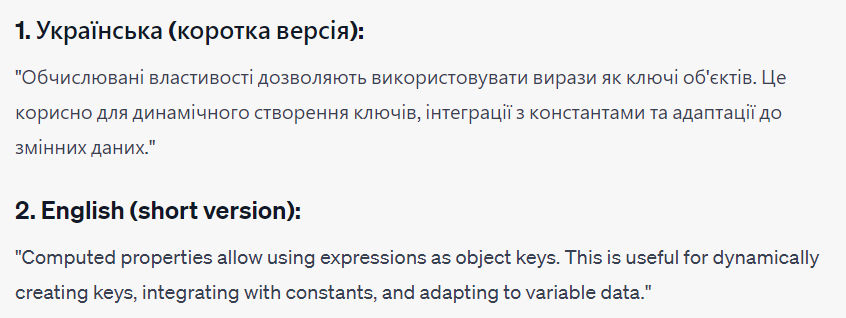 1. Українська (коротка версія):
"Обчислювані властивості дозволяють використовувати вирази як ключі об'єктів. Це
корисно для динамічного створення ключів, інтеграції з константами та адаптації до
змінних даних."
2. English (short version):
"Computed properties allow using expressions as object keys. This is useful for dynamically
creating keys, integrating with constants, and adapting to variable data."